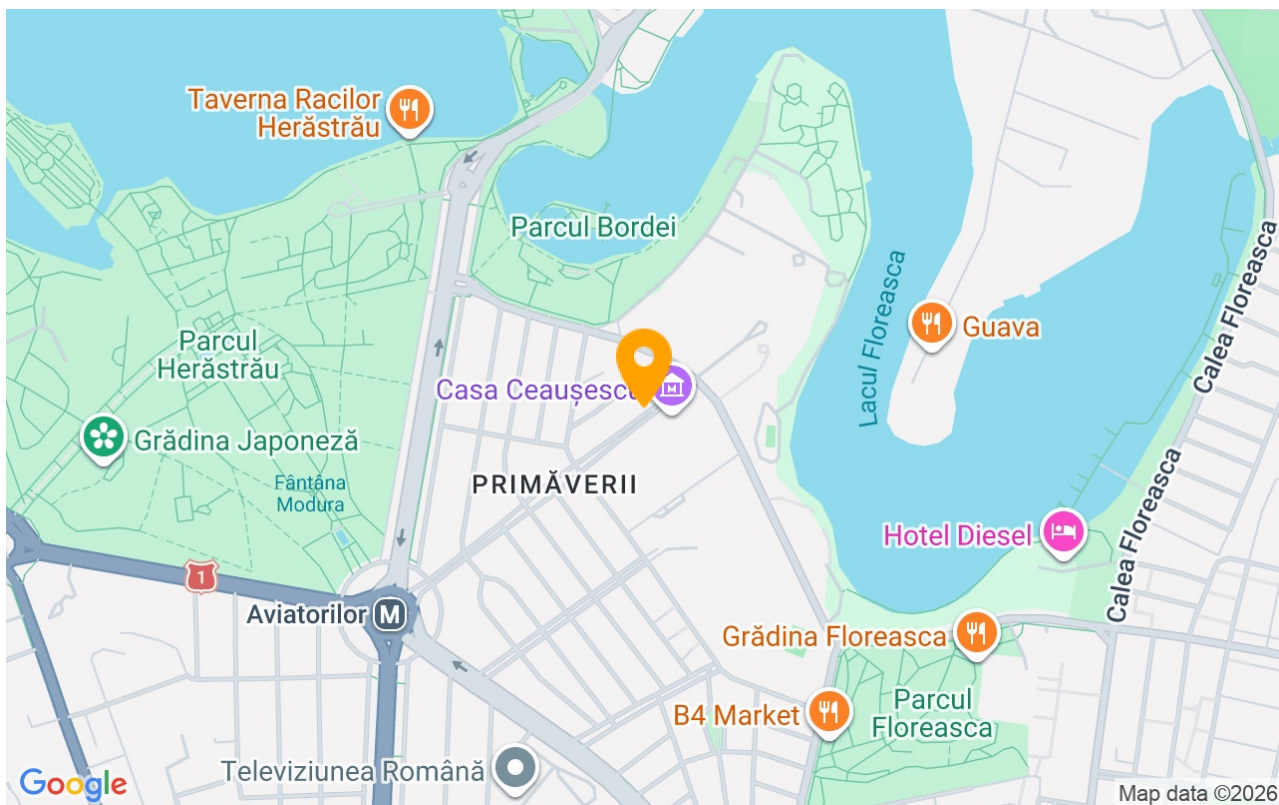 Taverna Racilor
Herăstrău
Parcul Bordei
Calea Floreasca
Lacul Floreasca
Guava
Parcul
Herăstrău
Casa Ceaușescu
M
Grădina Japoneză
PRIMĂVERII
Fântâna
Modura
Calea Floreasca
Hotel Diesel
1
Aviatorilor M
Grădina Floreasca
B4 Market
Parcul
Floreasca
Televiziunea Română
Google
Map data ©2026